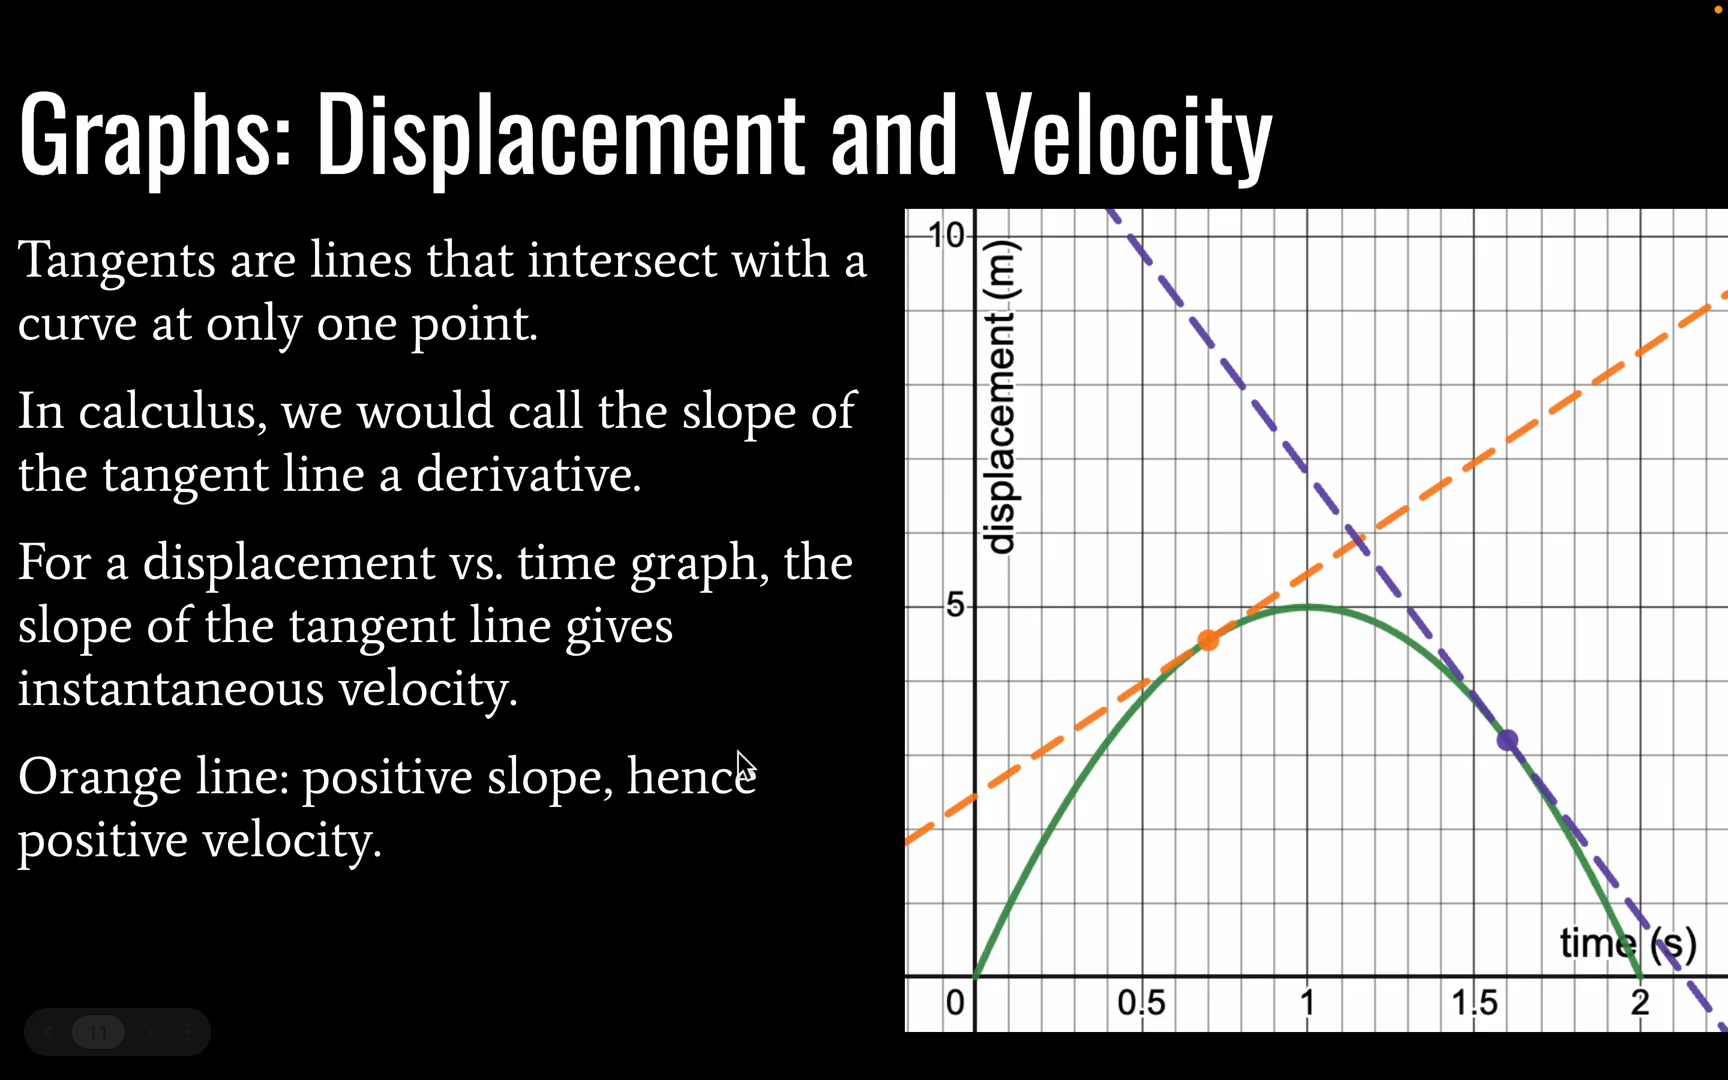 Graphs: Displacement and Velocity
Tangents are lines that intersect with a
curve at only one point.
In calculus, we would call the slope of
the tangent line a derivative.
For a displacement vs. time graph, the
slope of the tangent line gives
instantaneous velocity.
Orange line: positive slope, hence
positive velocity.
10
displacement (m)
5
time (s)
0
0.5
1
1.5
2
11